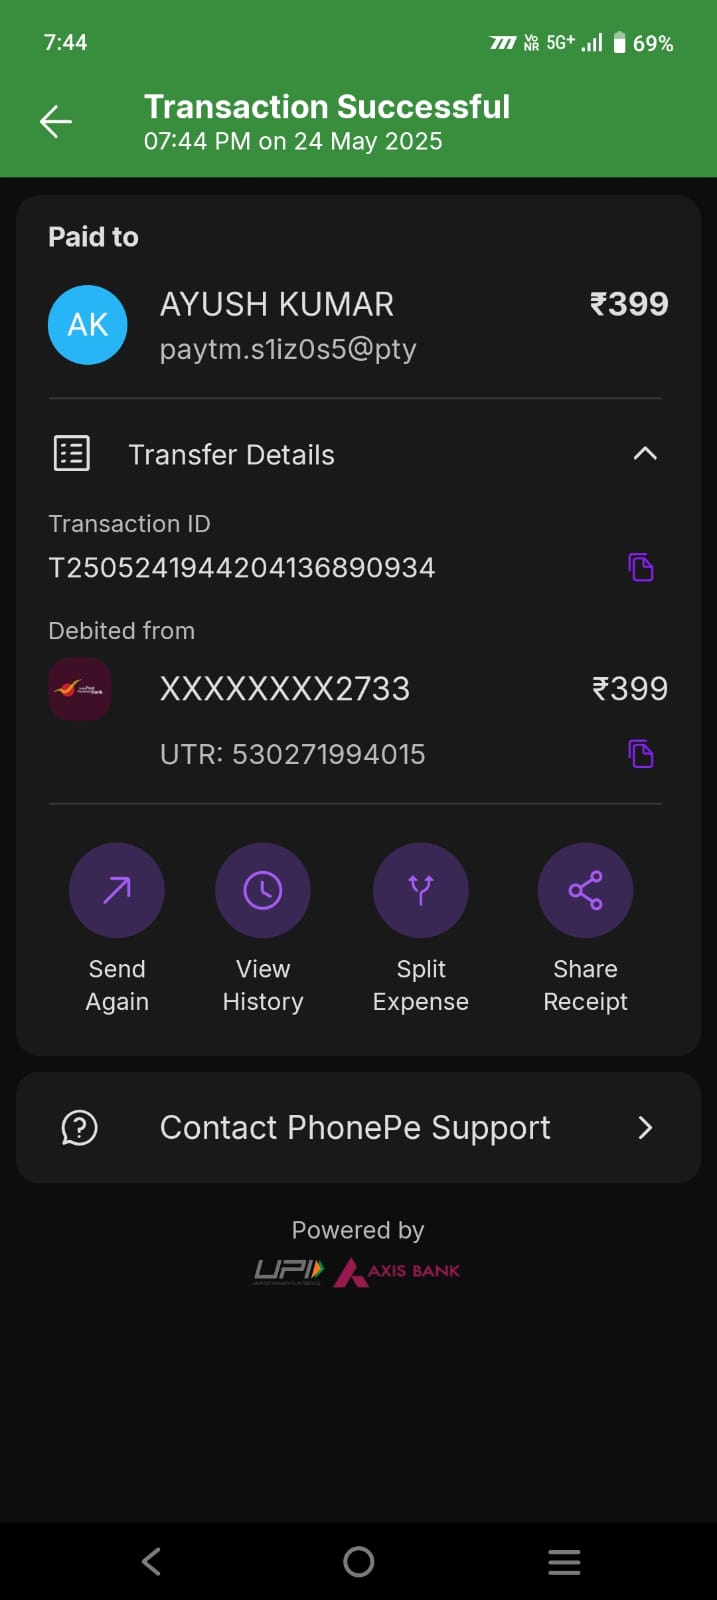 7:44
Vo NR 5G+ 69%
Transaction Successful
07:44 PM on 24 May 2025
Paid to
AK
AYUSH KUMAR ₹399
paytm.s1iz0s5@pty
Transfer Details
Transaction ID
T2505241944204136890934
Debited from
XXXXXXXX2733 ₹399
UTR: 530271994015
Send Again
View History
Split Expense
Share Receipt
Contact PhonePe Support
Powered by
UPI AXIS BANK